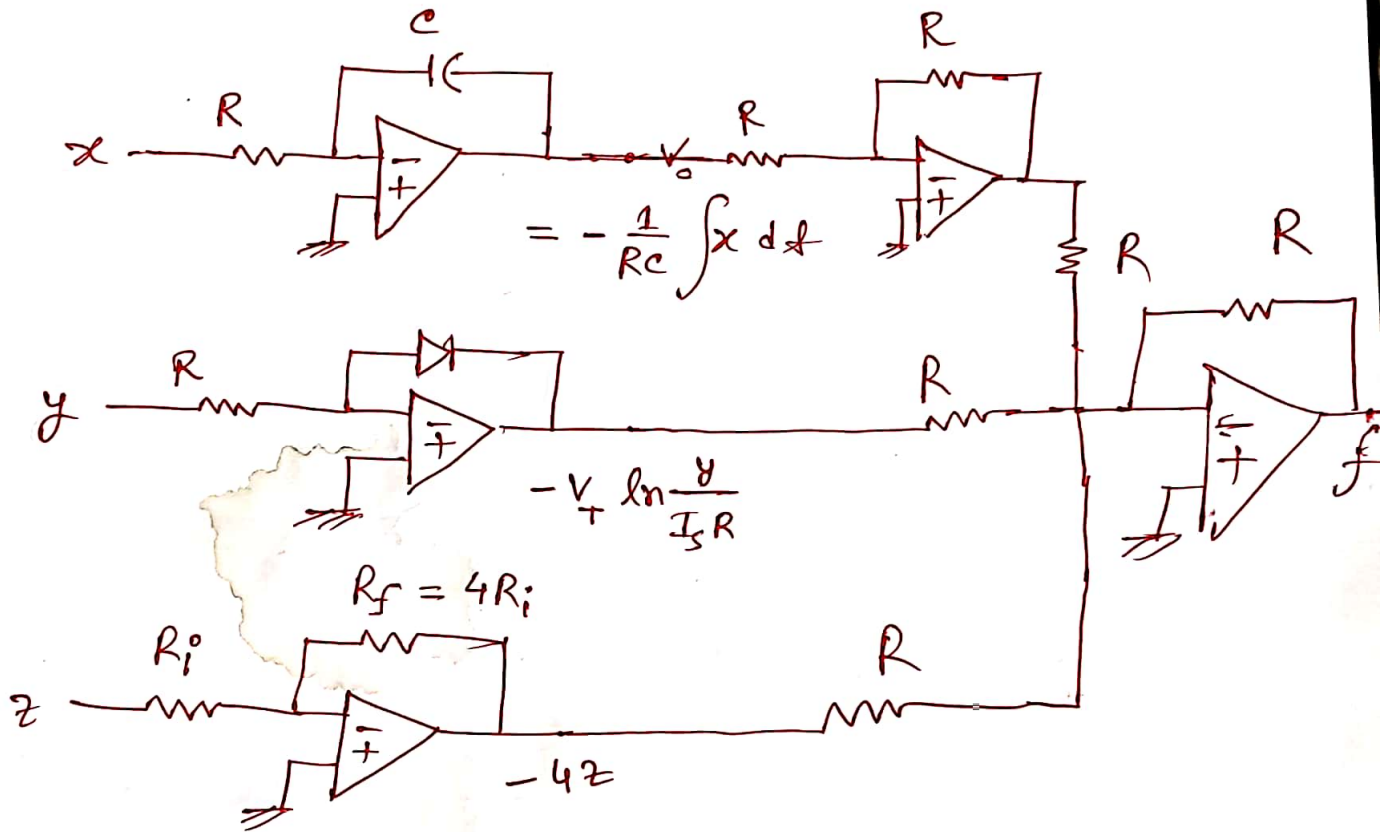 C
R
R
R
x
-
+
V₀
-
+
= - 1/RC ∫x dt
R
R
R
R
y
-
+
- V_T ln y/I_S R
-
+
f
R_f = 4R_i
R_i
R
z
-
+
-4z